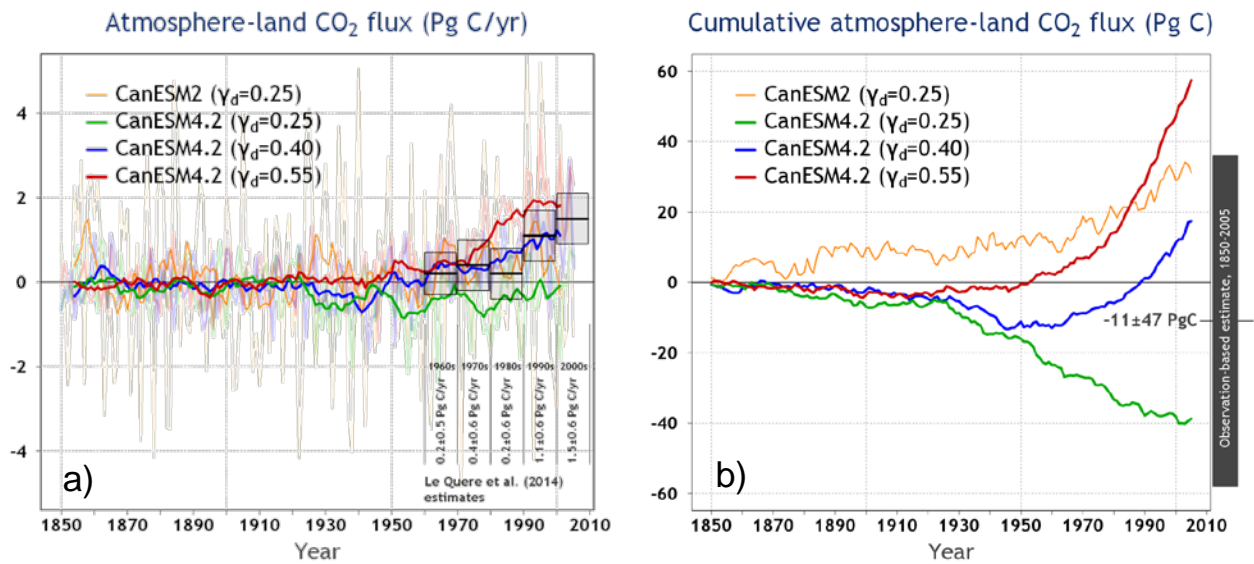 Atmosphere-land CO₂ flux (Pg C/yr)
CanESM2 (γd=0.25)
CanESM4.2 (γd=0.25)
CanESM4.2 (γd=0.40)
CanESM4.2 (γd=0.55)
4
2
0
-2
-4
1960s
1970s
1980s
1990s
2000s
0.2±0.5 Pg C/yr
0.4±0.6 Pg C/yr
0.2±0.6 Pg C/yr
1.1±0.6 Pg C/yr
1.5±0.6 Pg C/yr
Le Quere et al. (2014)
estimates
a)
1850 1870 1890 1910 1930 1950 1970 1990 2010
Year
Cumulative atmosphere-land CO₂ flux (Pg C)
CanESM2 (γd=0.25)
CanESM4.2 (γd=0.25)
CanESM4.2 (γd=0.40)
CanESM4.2 (γd=0.55)
60
40
20
0
-20
-40
-60
-11±47 PgC
Observation-based estimate, 1850-2005
b)
1850 1870 1890 1910 1930 1950 1970 1990 2010
Year